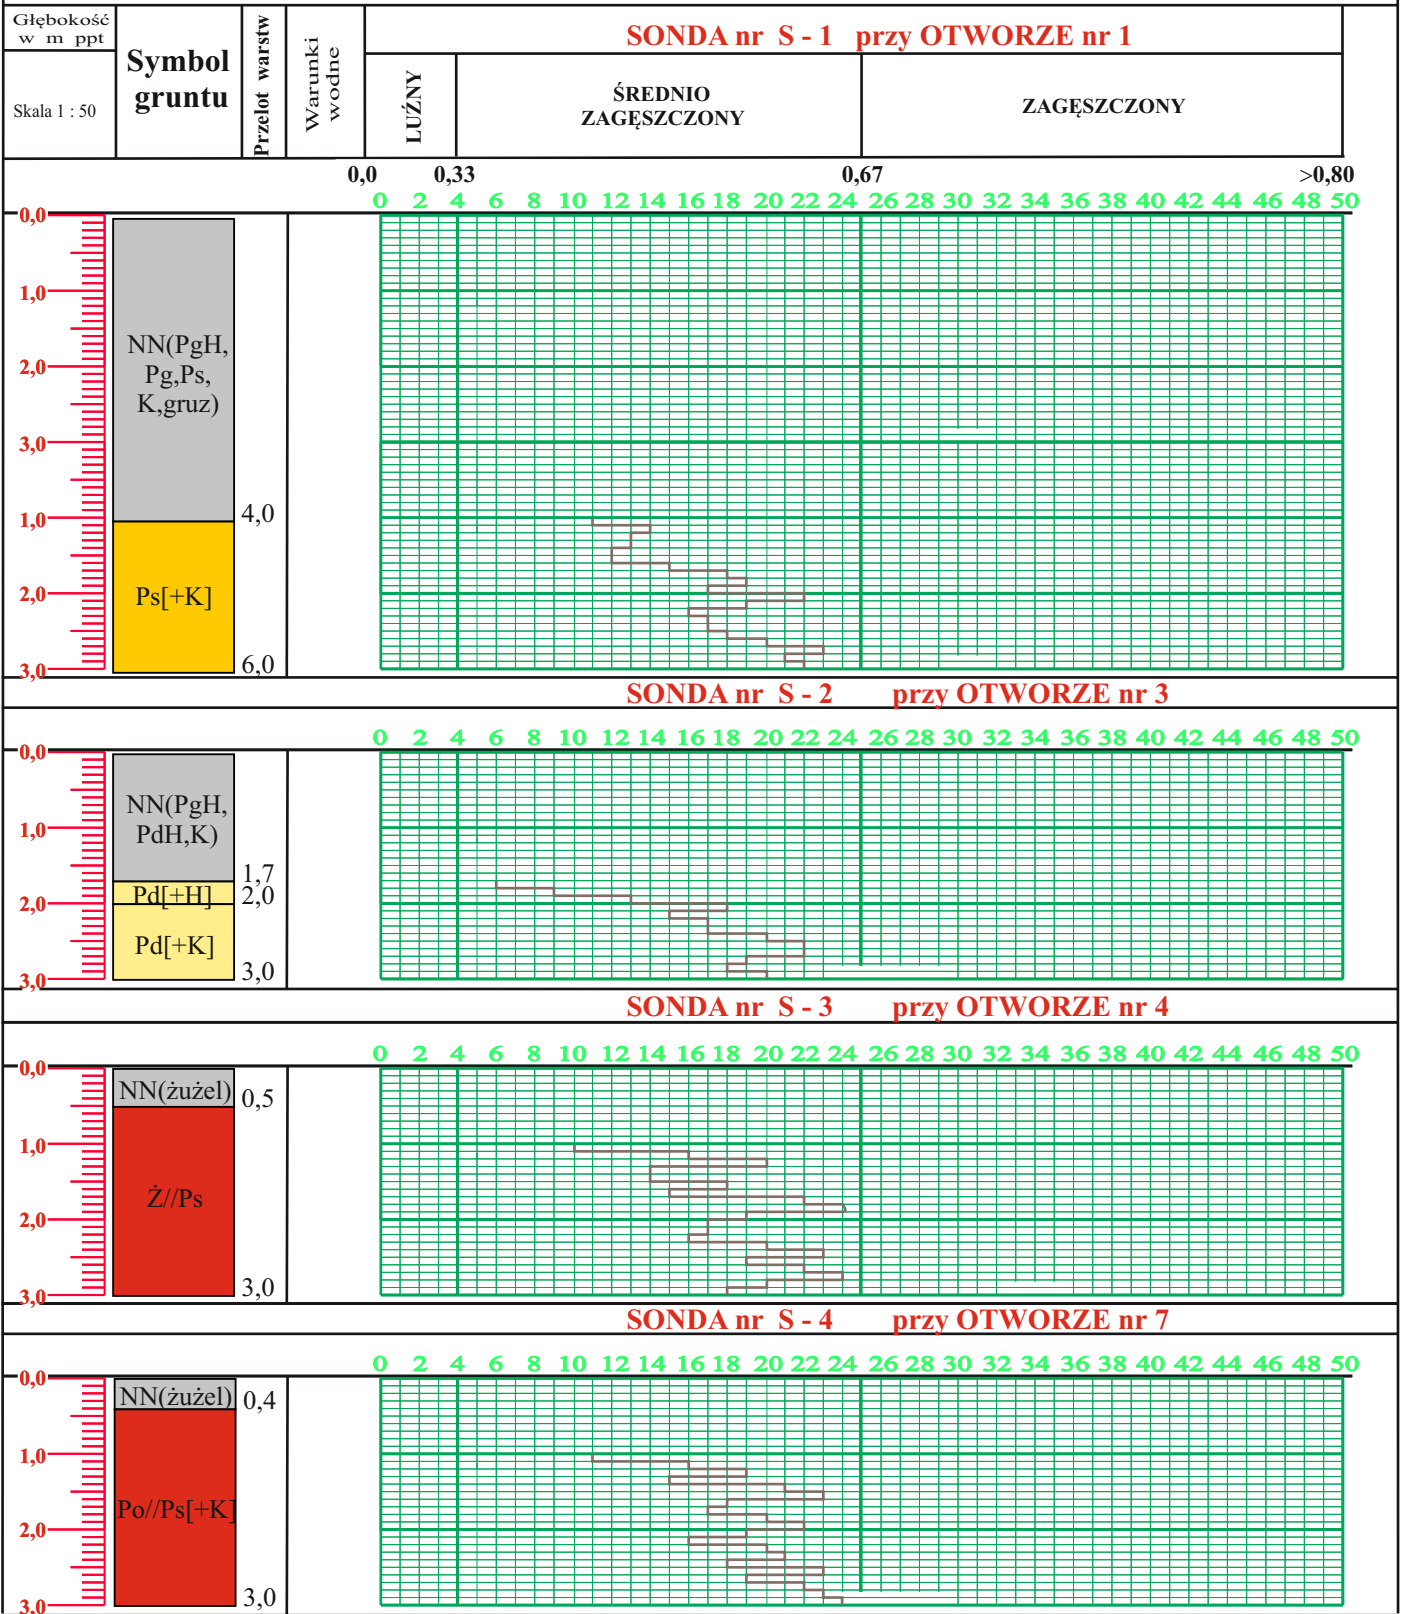 Głębokość
w m ppt
Skala 1 : 50
Symbol
gruntu
Przelot warstw
Warunki
wodne
SONDA nr S - 1 przy OTWORZE nr 1
LUŹNY
ŚREDNIO
ZAGĘSZCZONY
ZAGĘSZCZONY
0,0 0,33 0,67 >0,80
0 2 4 6 8 10 12 14 16 18 20 22 24 26 28 30 32 34 36 38 40 42 44 46 48 50
0,0
1,0
NN(PgH,
2,0
Pg,Ps,
K,gruz)
3,0
1,0
4,0
2,0
Ps[+K]
3,0
6,0
SONDA nr S - 2 przy OTWORZE nr 3
0 2 4 6 8 10 12 14 16 18 20 22 24 26 28 30 32 34 36 38 40 42 44 46 48 50
0,0
NN(PgH,
1,0
PdH,K)
1,7
Pd[+H]
2,0
2,0
Pd[+K]
3,0
3,0
SONDA nr S - 3 przy OTWORZE nr 4
0 2 4 6 8 10 12 14 16 18 20 22 24 26 28 30 32 34 36 38 40 42 44 46 48 50
0,0
NN(żużel)
0,5
1,0
Ż//Ps
2,0
3,0
3,0
SONDA nr S - 4 przy OTWORZE nr 7
0 2 4 6 8 10 12 14 16 18 20 22 24 26 28 30 32 34 36 38 40 42 44 46 48 50
0,0
NN(żużel)
0,4
1,0
Po//Ps[+K]
2,0
3,0
3,0